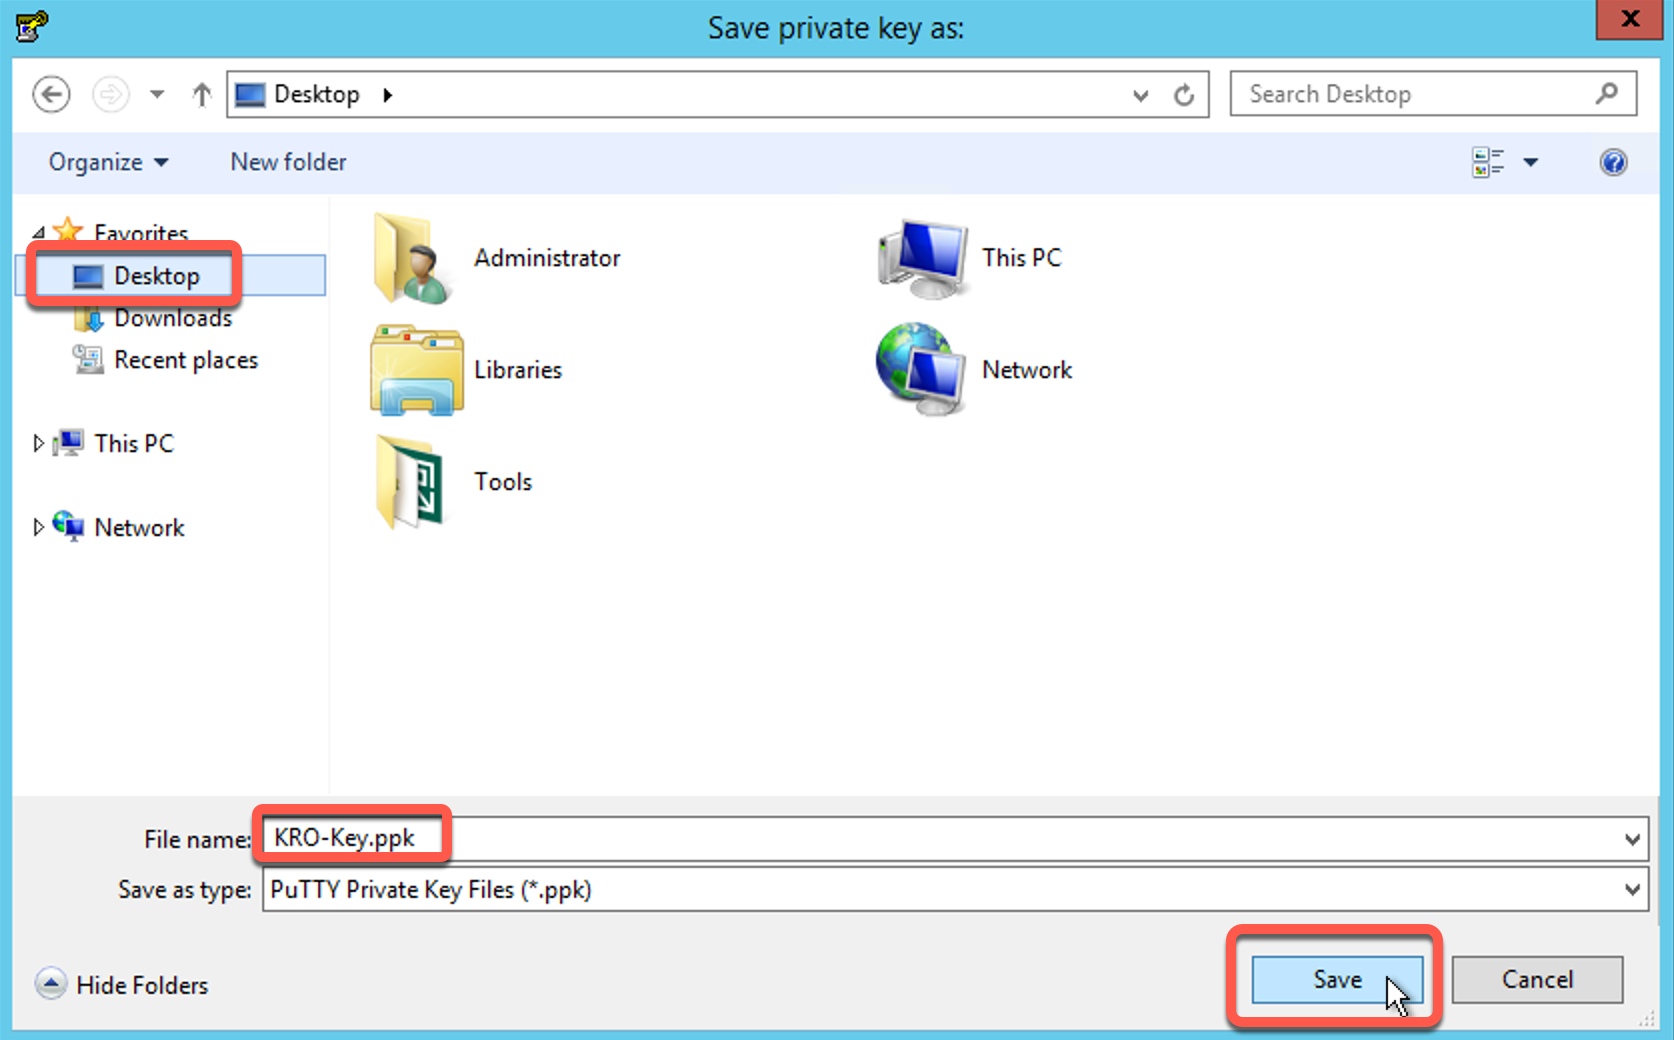 Save private key as:
x
Desktop
Search Desktop
Organize
New folder
?
Favorites
Desktop
Downloads
Recent places
This PC
Network
Administrator
This PC
Libraries
Network
Tools
File name: KRO-Key.ppk
Save as type: PuTTY Private Key Files (*.ppk)
Hide Folders
Save
Cancel